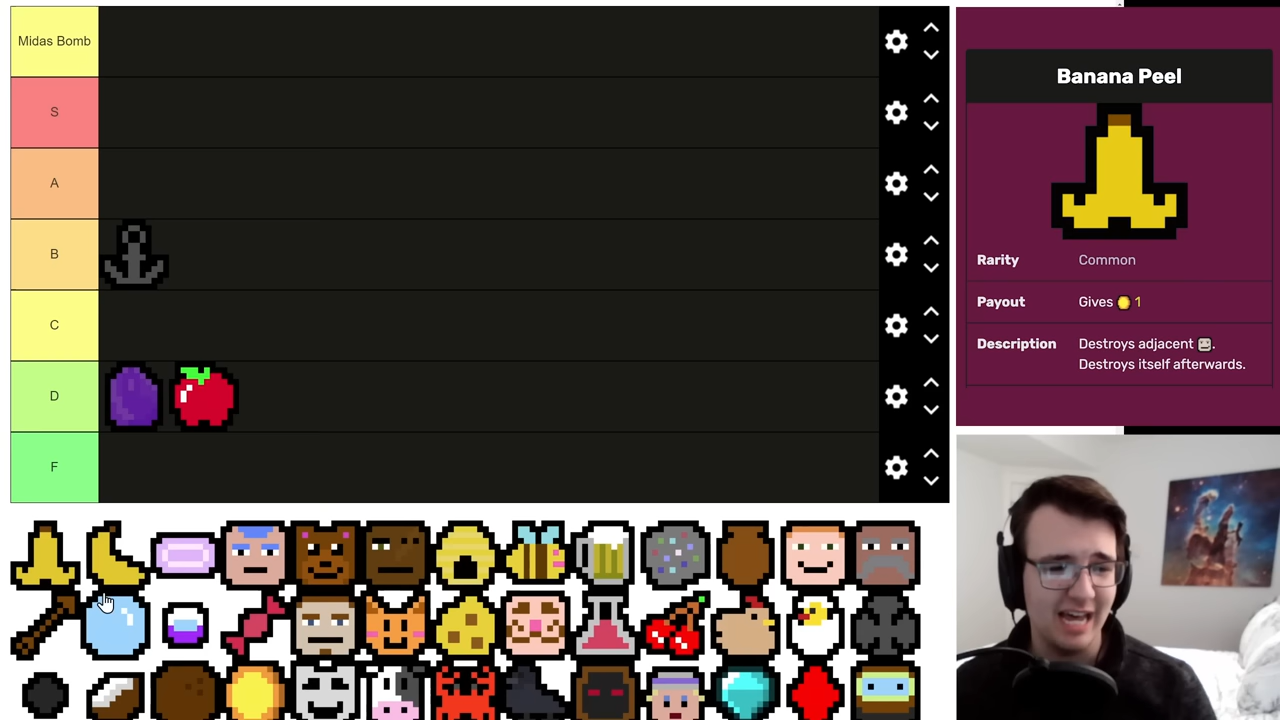 Midas Bomb
S
A
B
C
D
F
Banana Peel
Rarity Common
Payout Gives 1
Description Destroys adjacent .
Destroys itself afterwards.